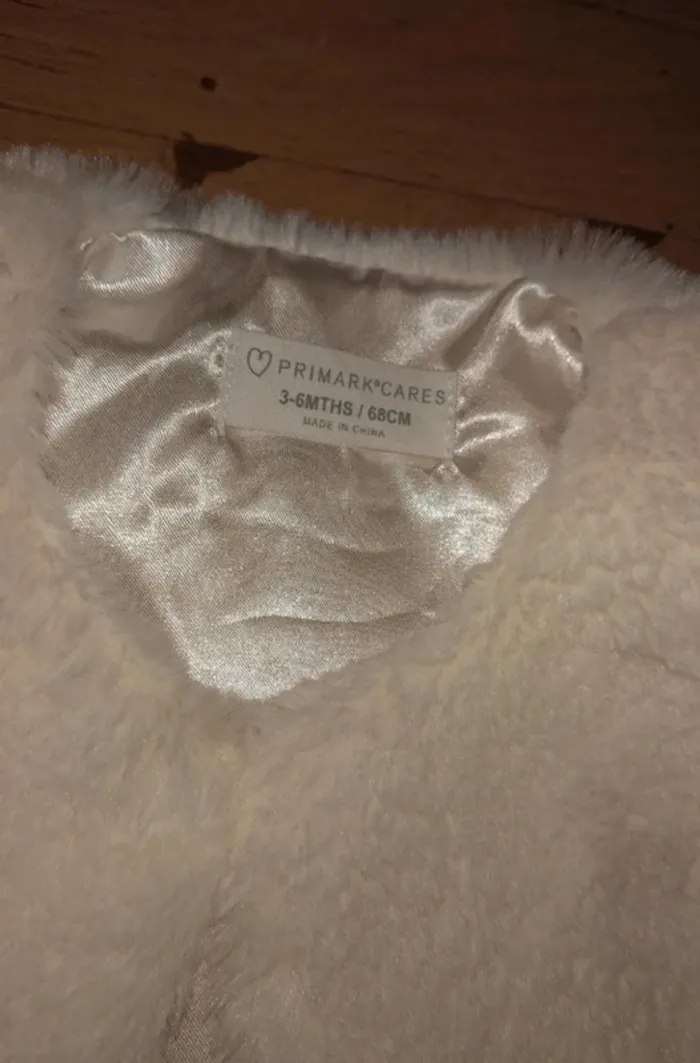 PRIMARK®CARES
3-6MTHS / 68CM
MADE IN CHINA